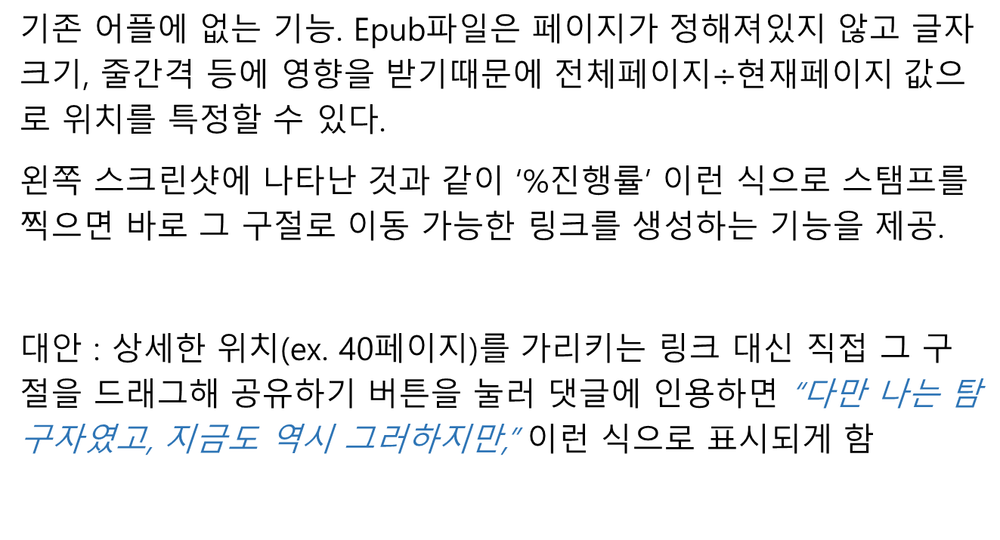 기존 어플에 없는 기능. Epub파일은 페이지가 정해져있지 않고 글자
크기, 줄간격 등에 영향을 받기때문에 전체페이지÷현재페이지 값으
로 위치를 특정할 수 있다.
왼쪽 스크린샷에 나타난 것과 같이 ‘%진행률’ 이런 식으로 스탬프를
찍으면 바로 그 구절로 이동 가능한 링크를 생성하는 기능을 제공.
대안 : 상세한 위치(ex. 40페이지)를 가리키는 링크 대신 직접 그 구
절을 드래그해 공유하기 버튼을 눌러 댓글에 인용하면 “다만 나는 탐
구자였고, 지금도 역시 그러하지만,” 이런 식으로 표시되게 함